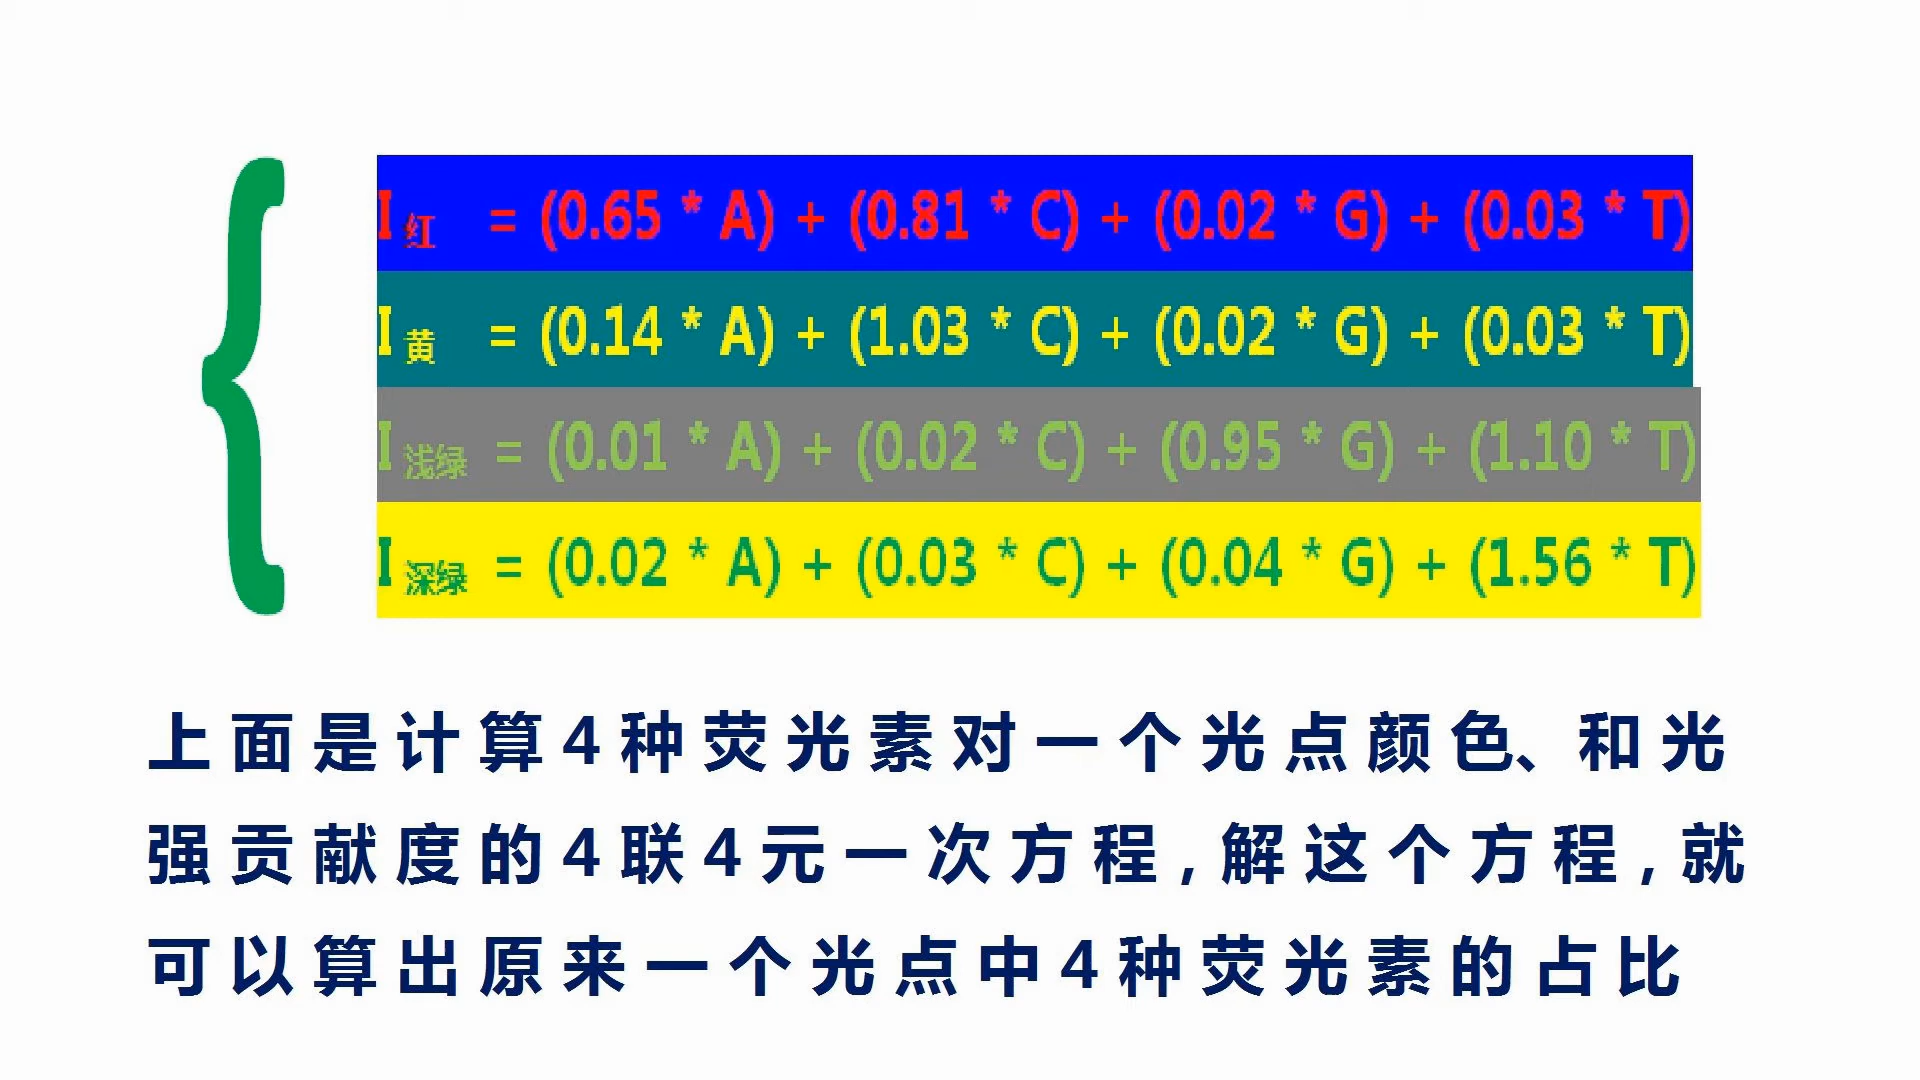 I 红 = (0.65 * A) + (0.81 * C) + (0.02 * G) + (0.03 * T)
I 黄 = (0.14 * A) + (1.03 * C) + (0.02 * G) + (0.03 * T)
I 浅绿 = (0.01 * A) + (0.02 * C) + (0.95 * G) + (1.10 * T)
I 深绿 = (0.02 * A) + (0.03 * C) + (0.04 * G) + (1.56 * T)
上面是计算4种荧光素对一个光点颜色、和光
强贡献度的4联4元一次方程,解这个方程,就
可以算出原来一个光点中4种荧光素的占比